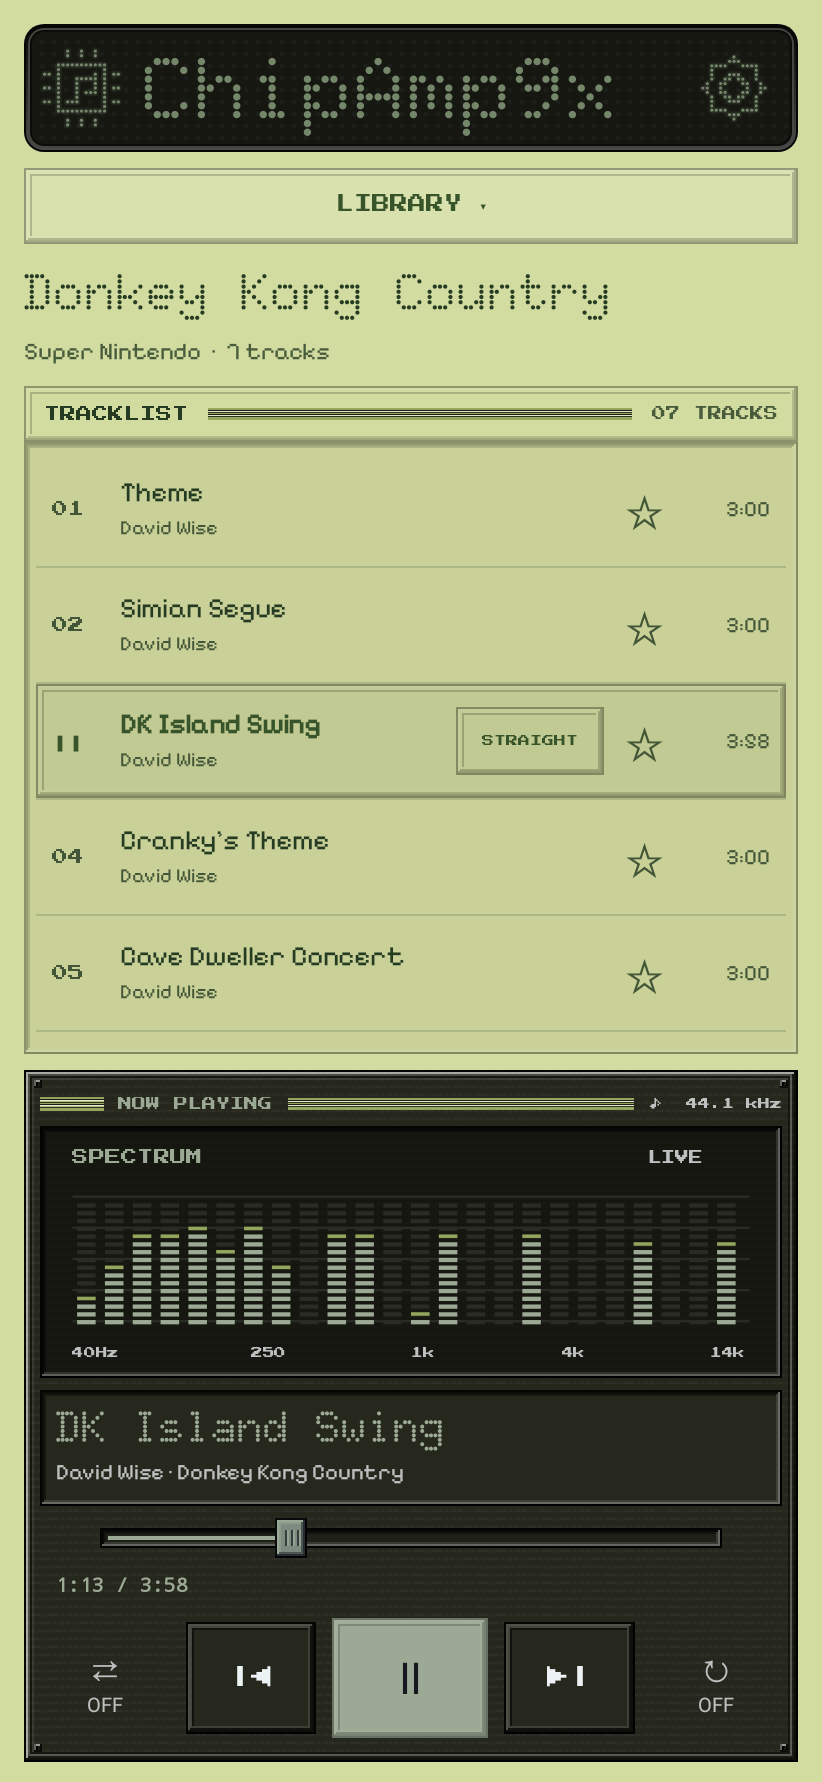 ChipAmp9x
LIBRARY ▾
Donkey Kong Country
Super Nintendo · 7 tracks
TRACKLIST 07 TRACKS
01 Theme 3:00
David Wise
02 Simian Segue 3:00
David Wise
DK Island Swing STRAIGHT 3:58
David Wise
04 Cranky's Theme 3:00
David Wise
05 Cave Dweller Concert 3:00
David Wise
NOW PLAYING ♪ 44.1 kHz
SPECTRUM LIVE
40Hz 250 1k 4k 14k
DK Island Swing
David Wise · Donkey Kong Country
1:13 / 3:58
OFF OFF